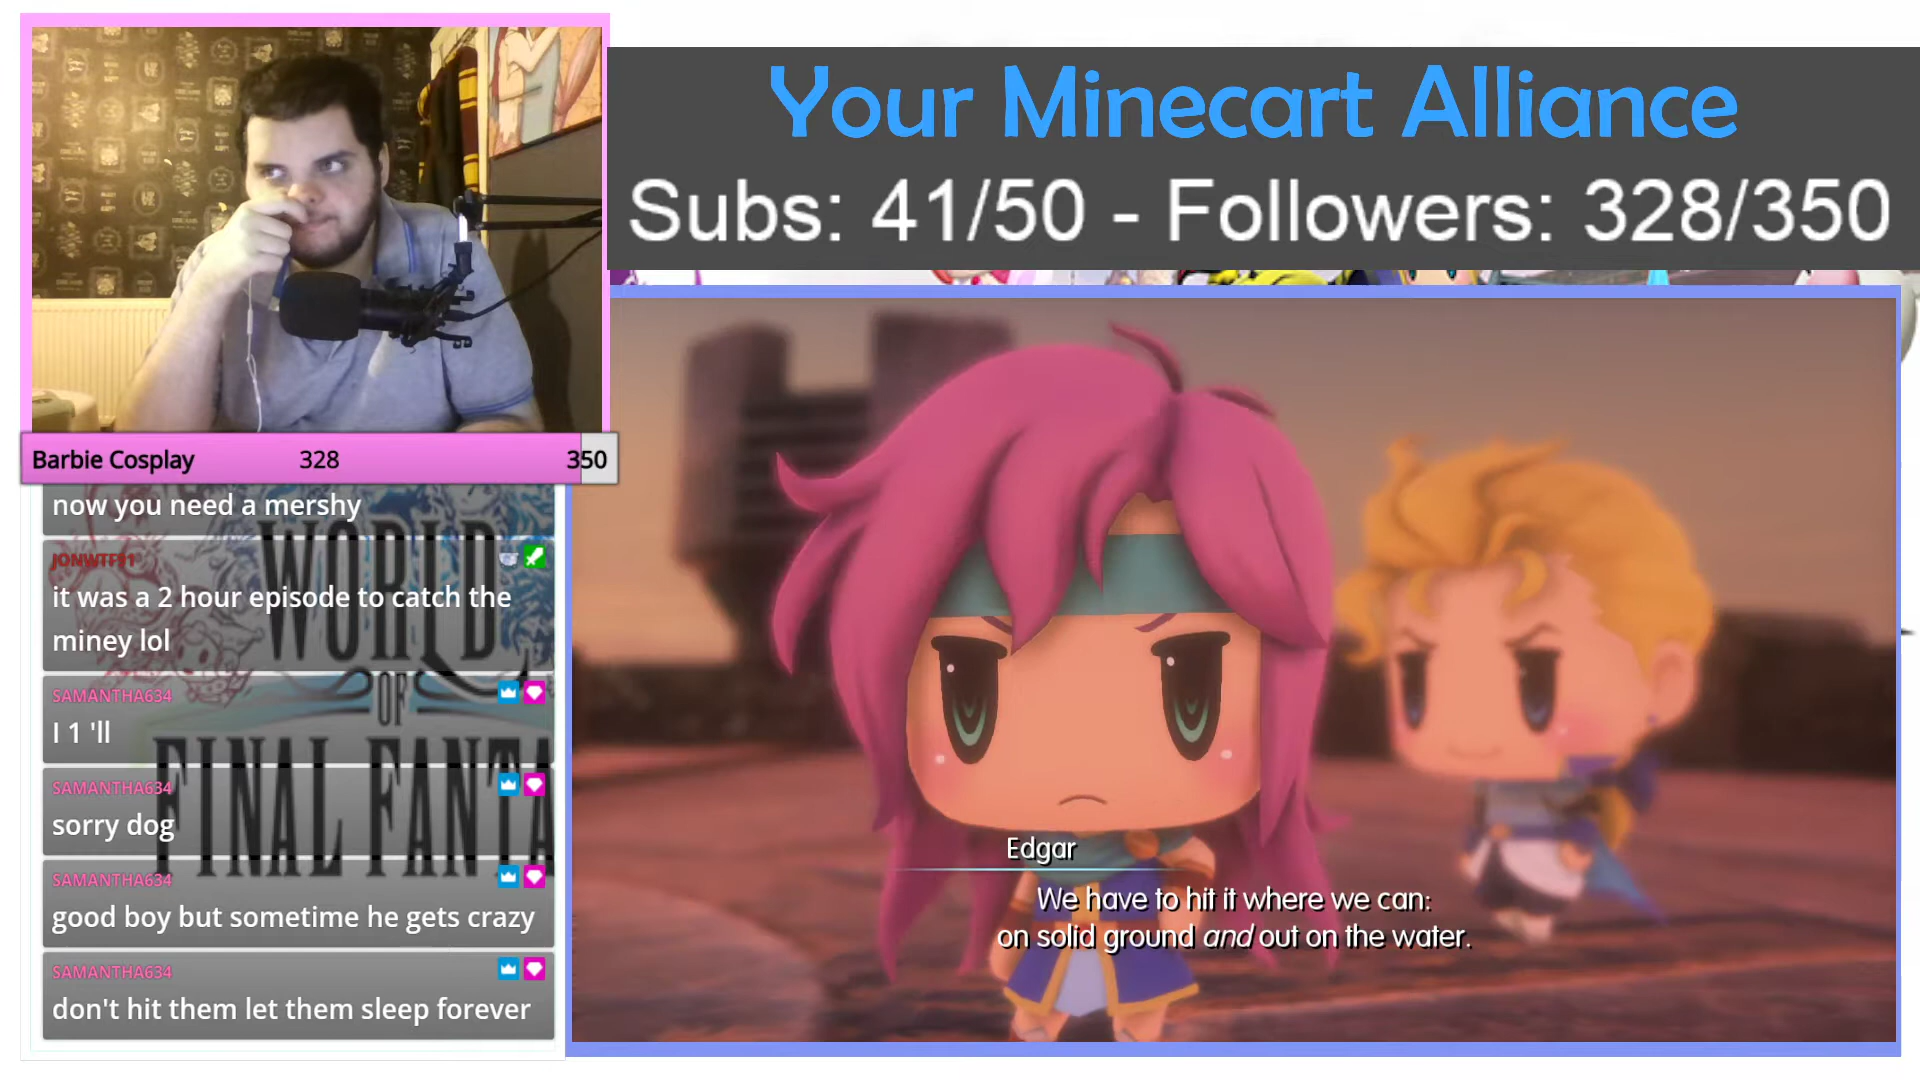 Your Minecart Alliance
Subs: 41/50 - Followers: 328/350
Barbie Cosplay 328 350
now you need a mershy
JONWTF91
it was a 2 hour episode to catch the
miney lol
SAMANTHA634
I 1 'll
SAMANTHA634
sorry dog
SAMANTHA634
good boy but sometime he gets crazy
SAMANTHA634
don't hit them let them sleep forever
WORLD
OF
FINAL FANTA
Edgar
We have to hit it where we can:
on solid ground and out on the water.